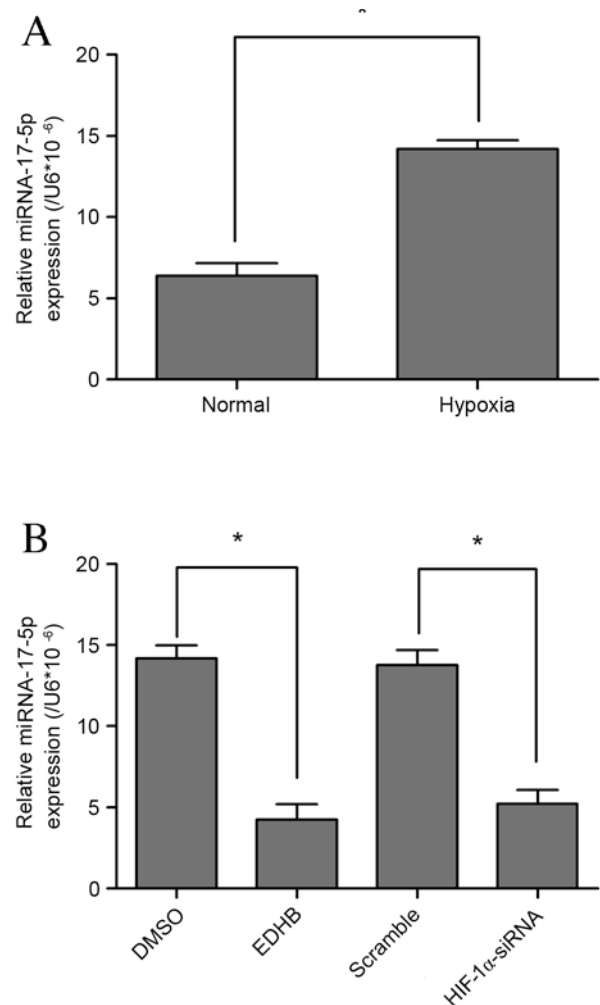 A
Relative miRNA-17-5p
expression (/U6*10 -6)
20
15
10
5
0
Normal
Hypoxia
B
*
*
Relative miRNA-17-5p
expression (/U6*10 -6)
20
15
10
5
0
DMSO
EDHB
Scramble
HIF-1α-siRNA